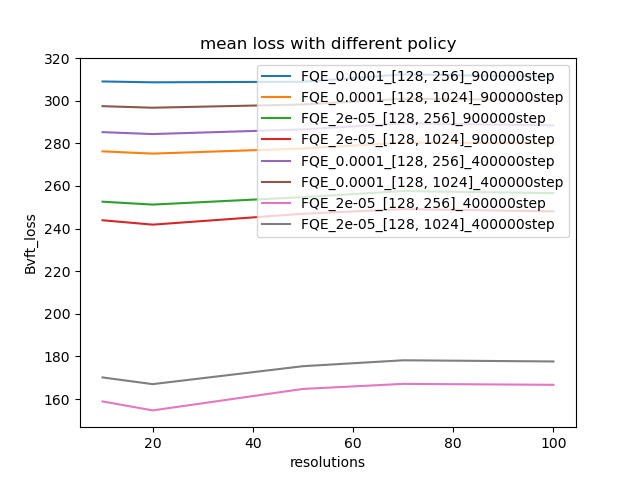 mean loss with different policy
320
300
280
260
240
220
200
180
160
Bvft_loss
FQE_0.0001_[128, 256]_900000step
FQE_0.0001_[128, 1024]_900000step
FQE_2e-05_[128, 256]_900000step
FQE_2e-05_[128, 1024]_900000step
FQE_0.0001_[128, 256]_400000step
FQE_0.0001_[128, 1024]_400000step
FQE_2e-05_[128, 256]_400000step
FQE_2e-05_[128, 1024]_400000step
20 40 60 80 100
resolutions